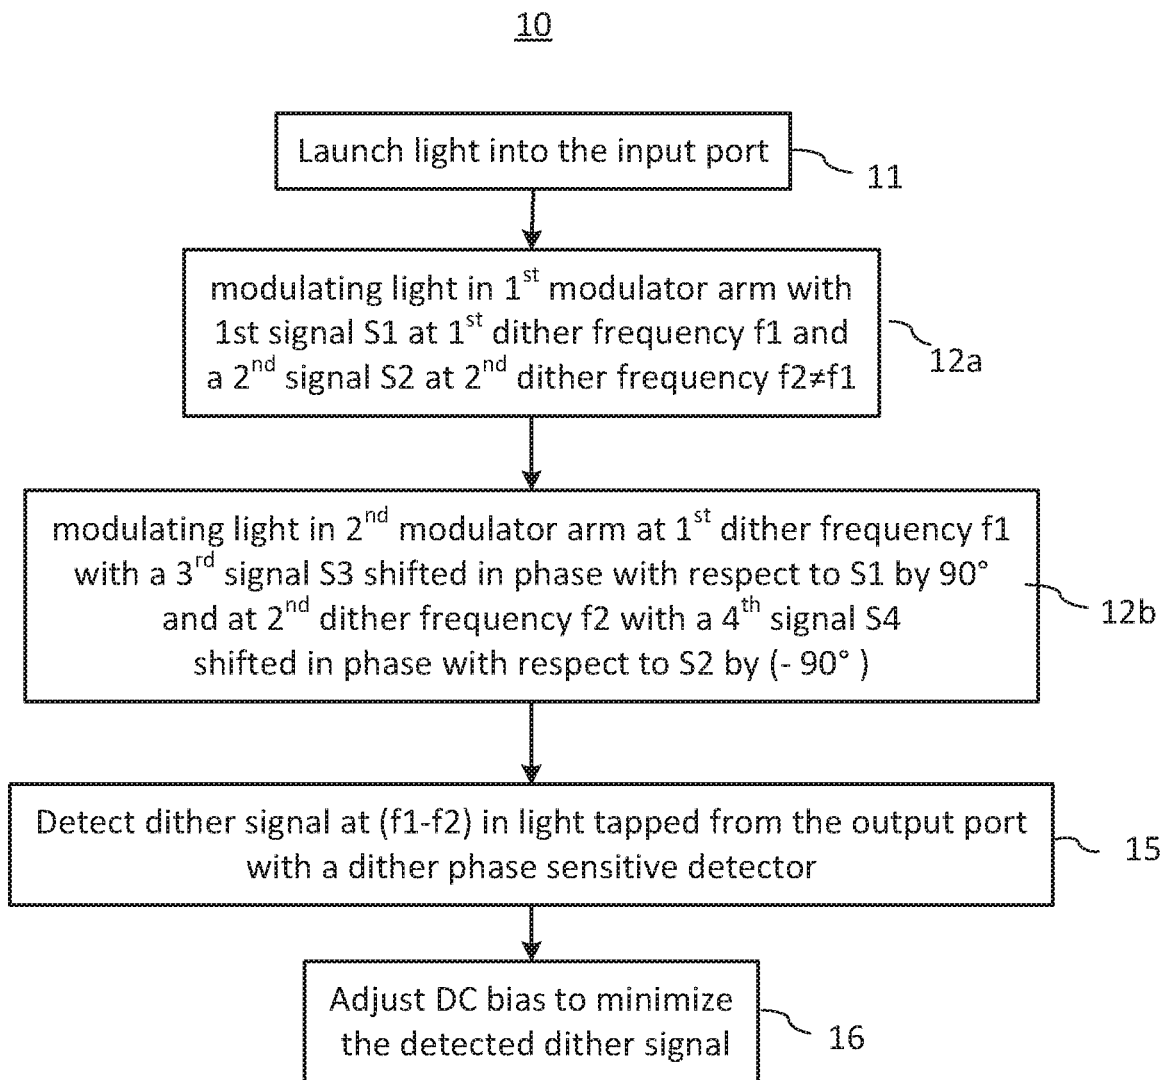 10
Launch light into the input port
11
modulating light in 1st modulator arm with
1st signal S1 at 1st dither frequency f1 and
a 2nd signal S2 at 2nd dither frequency f2≠f1
12a
modulating light in 2nd modulator arm at 1st dither frequency f1
with a 3rd signal S3 shifted in phase with respect to S1 by 90°
and at 2nd dither frequency f2 with a 4th signal S4
shifted in phase with respect to S2 by (- 90° )
12b
Detect dither signal at (f1-f2) in light tapped from the output port
with a dither phase sensitive detector
15
Adjust DC bias to minimize
the detected dither signal
16